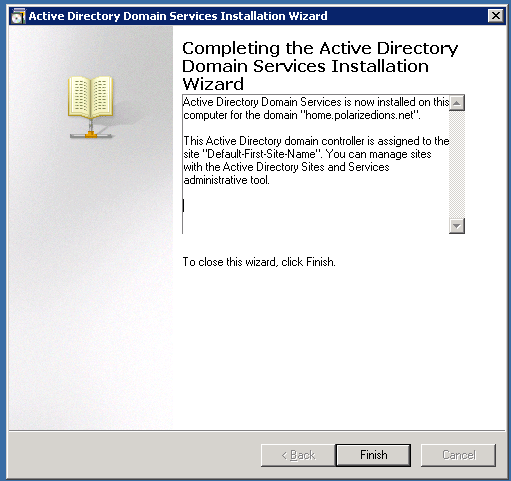 Active Directory Domain Services Installation Wizard
Completing the Active Directory
Domain Services Installation
Wizard
Active Directory Domain Services is now installed on this
computer for the domain "home.polarizedions.net".
This Active Directory domain controller is assigned to the
site "Default-First-Site-Name". You can manage sites
with the Active Directory Sites and Services
administrative tool.
To close this wizard, click Finish.
< Back
Finish
Cancel